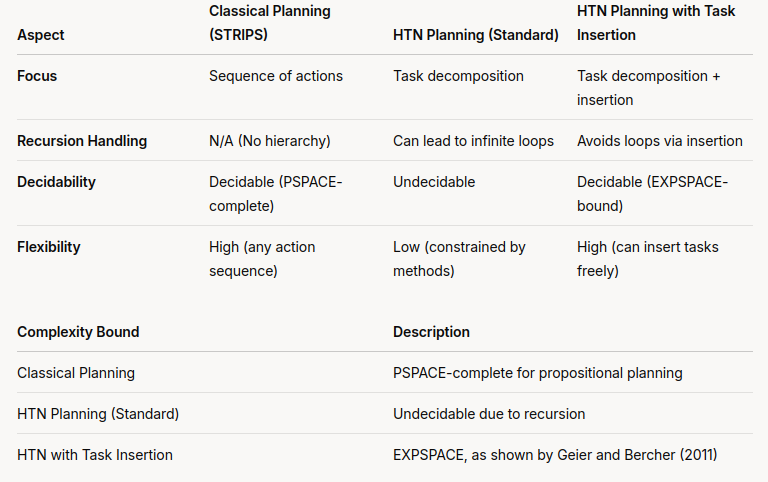 Aspect	Classical Planning (STRIPS)	HTN Planning (Standard)	HTN Planning with Task Insertion
Focus	Sequence of actions	Task decomposition	Task decomposition + insertion
Recursion Handling	N/A (No hierarchy)	Can lead to infinite loops	Avoids loops via insertion
Decidability	Decidable (PSPACE-complete)	Undecidable	Decidable (EXPSPACE-bound)
Flexibility	High (any action sequence)	Low (constrained by methods)	High (can insert tasks freely)
Complexity Bound	Description
Classical Planning	PSPACE-complete for propositional planning
HTN Planning (Standard)	Undecidable due to recursion
HTN with Task Insertion	EXPSPACE, as shown by Geier and Bercher (2011)